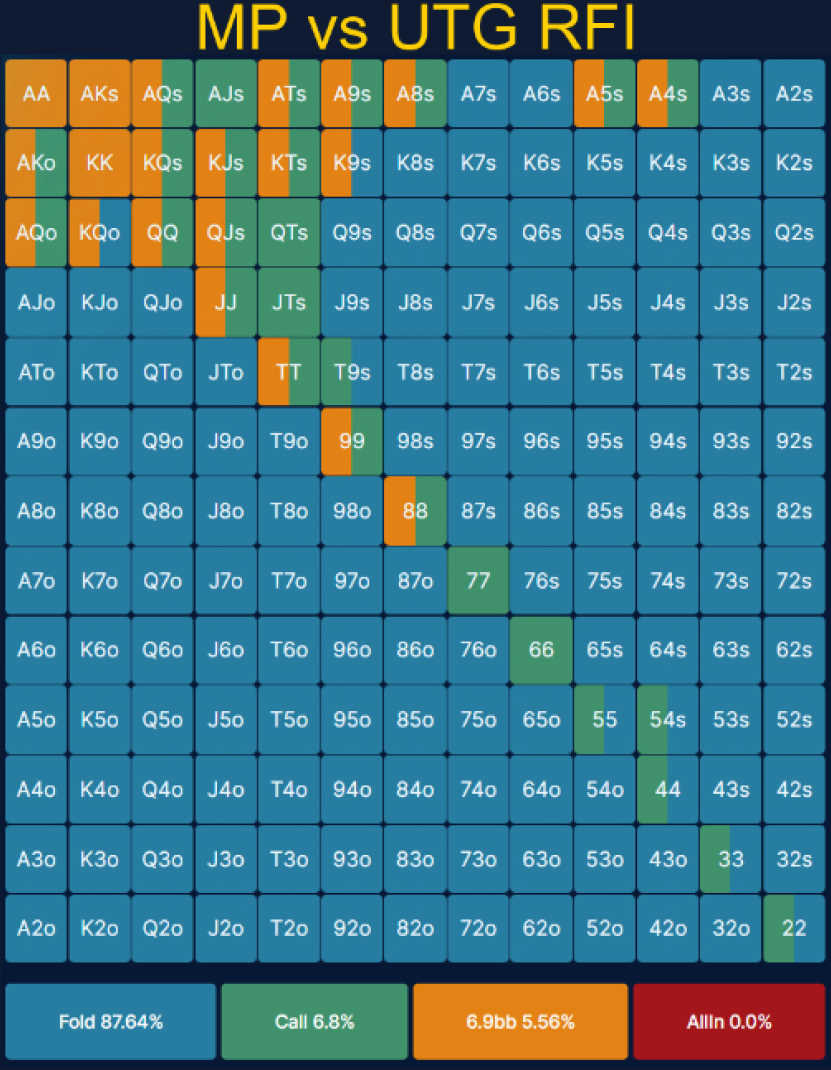 MP vs UTG RFI
AA AKs AQs AJs ATs A9s A8s A7s A6s A5s A4s A3s A2s
AKo KK KQs KJs KTs K9s K8s K7s K6s K5s K4s K3s K2s
AQo KQo QQ QJs QTs Q9s Q8s Q7s Q6s Q5s Q4s Q3s Q2s
AJo KJo QJo JJ JTs J9s J8s J7s J6s J5s J4s J3s J2s
ATo KTo QTo JTo TT T9s T8s T7s T6s T5s T4s T3s T2s
A9o K9o Q9o J9o T9o 99 98s 97s 96s 95s 94s 93s 92s
A8o K8o Q8o J8o T8o 98o 88 87s 86s 85s 84s 83s 82s
A7o K7o Q7o J7o T7o 97o 87o 77 76s 75s 74s 73s 72s
A6o K6o Q6o J6o T6o 96o 86o 76o 66 65s 64s 63s 62s
A5o K5o Q5o J5o T5o 95o 85o 75o 65o 55 54s 53s 52s
A4o K4o Q4o J4o T4o 94o 84o 74o 64o 54o 44 43s 42s
A3o K3o Q3o J3o T3o 93o 83o 73o 63o 53o 43o 33 32s
A2o K2o Q2o J2o T2o 92o 82o 72o 62o 52o 42o 32o 22
Fold 87.64% Call 6.8% 6.9bb 5.56% AllIn 0.0%